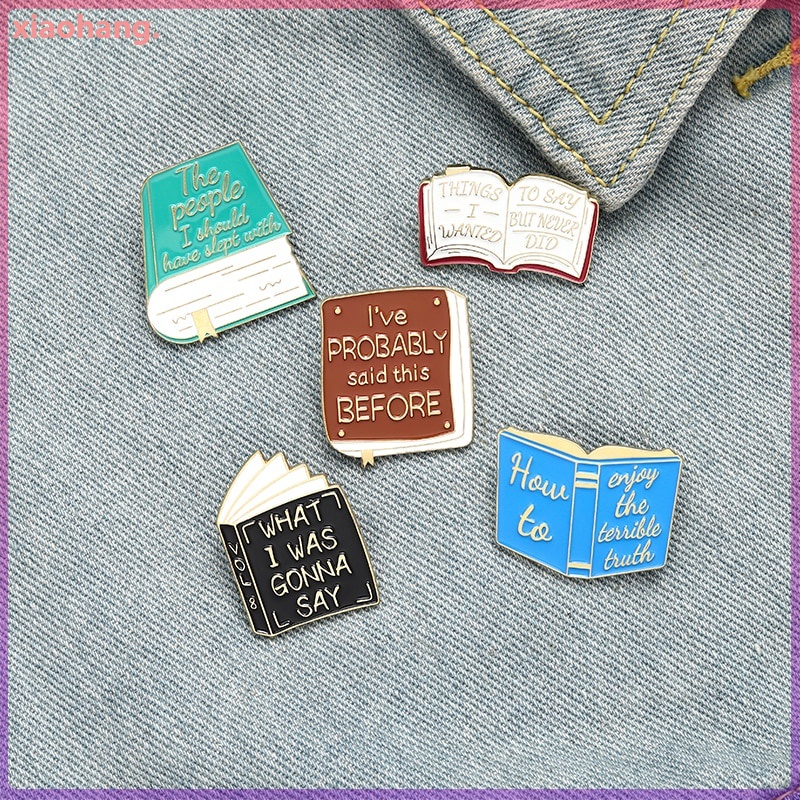 xiaohang.
The
people
I should
have slept with
THINGS
I
WANTED
TO SAY
BUT NEVER
DID
I've
PROBABLY
said this
BEFORE
How
to
enjoy
the
terrible
truth
VOL 8
WHAT
I WAS
GONNA
SAY